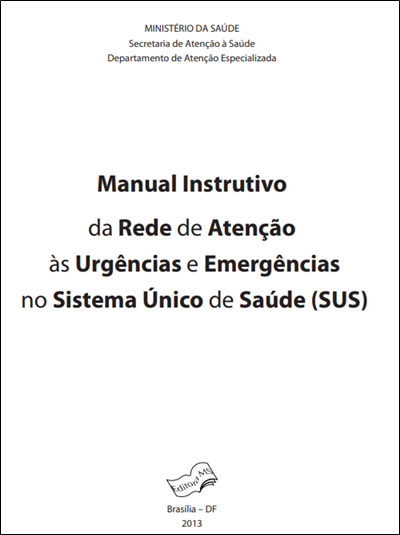 MINISTÉRIO DA SAÚDE
Secretaria de Atenção à Saúde
Departamento de Atenção Especializada
Manual Instrutivo
da Rede de Atenção
às Urgências e Emergências
no Sistema Único de Saúde (SUS)
Editora MS
Brasília – DF
2013